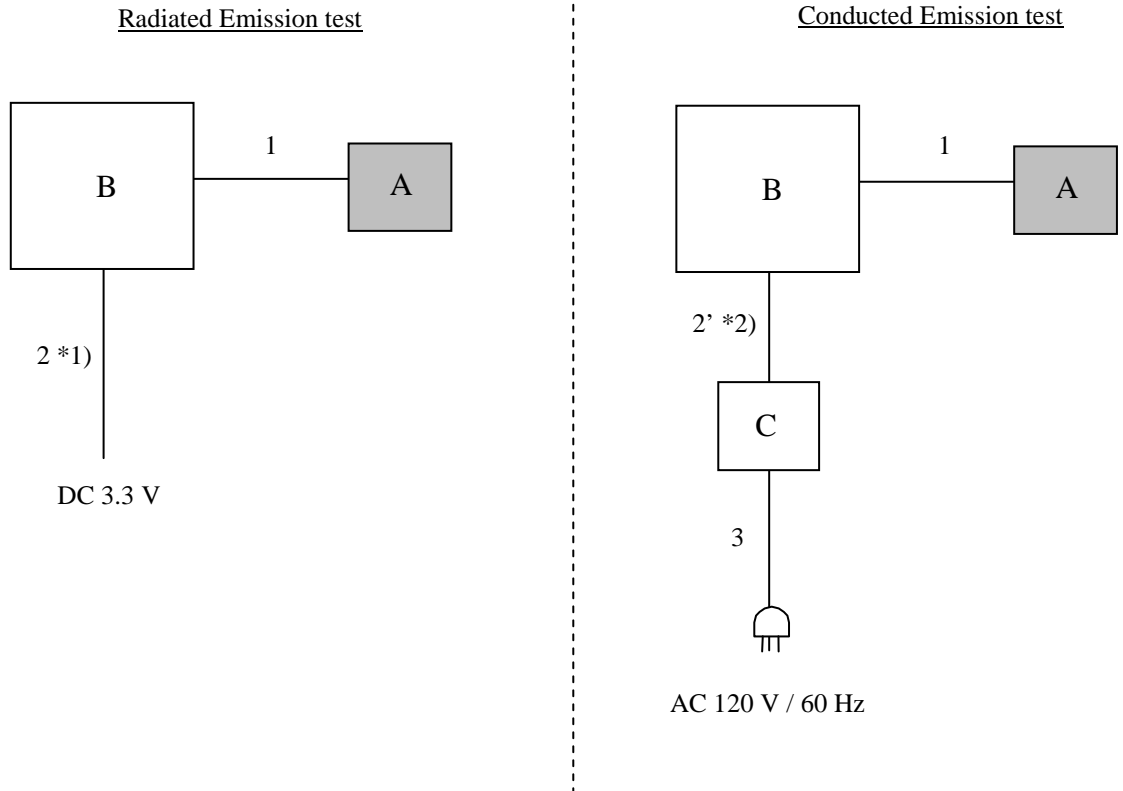 Radiated Emission test
B
1
A
2 *1)
DC 3.3 V
Conducted Emission test
B
1
A
2’ *2)
C
3
AC 120 V / 60 Hz